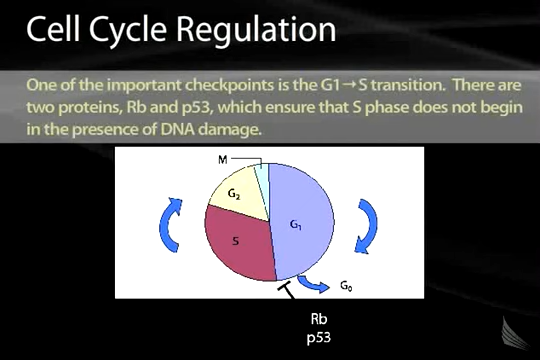 Cell Cycle Regulation
One of the important checkpoints is the G1→S transition. There are
two proteins, Rb and p53, which ensure that S phase does not begin
in the presence of DNA damage.
M
G₂
G₁
S
G₀
Rb
p53